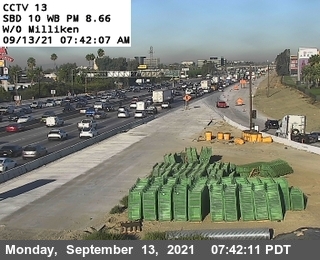 CCTV 13
SBD 10 WB PM 8.66
W/O Milliken
09/13/21 07:42:07 AM
Monday, September 13, 2021 07:42:11 PDT